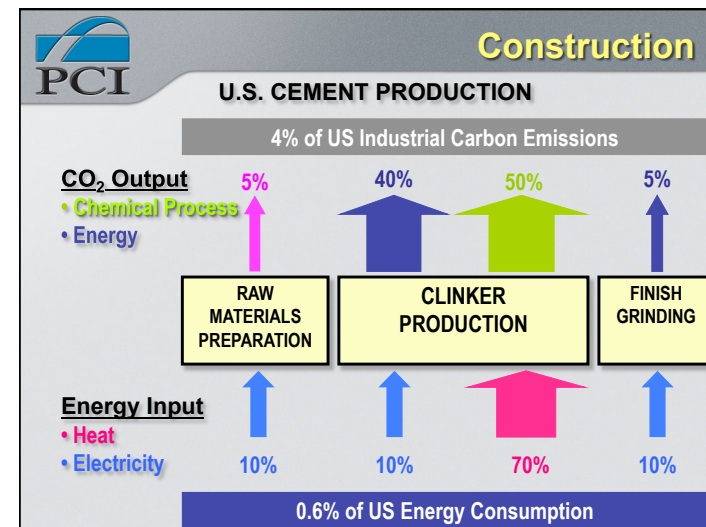 Construction
PCI
U.S. CEMENT PRODUCTION
4% of US Industrial Carbon Emissions
CO₂ Output
• Chemical Process
• Energy
5%
40%
50%
5%
RAW
MATERIALS
PREPARATION
CLINKER
PRODUCTION
FINISH
GRINDING
Energy Input
• Heat
• Electricity
10%
10%
70%
10%
0.6% of US Energy Consumption